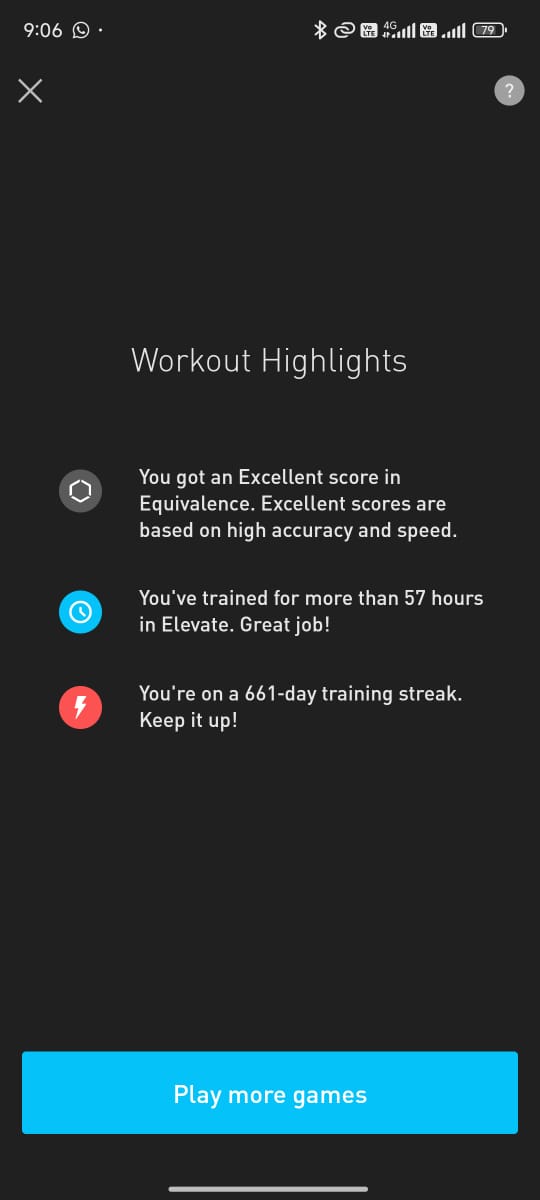 9:06 4G Vo LTE Vo LTE 79
?
Workout Highlights
You got an Excellent score in
Equivalence. Excellent scores are
based on high accuracy and speed.
You've trained for more than 57 hours
in Elevate. Great job!
You're on a 661-day training streak.
Keep it up!
Play more games